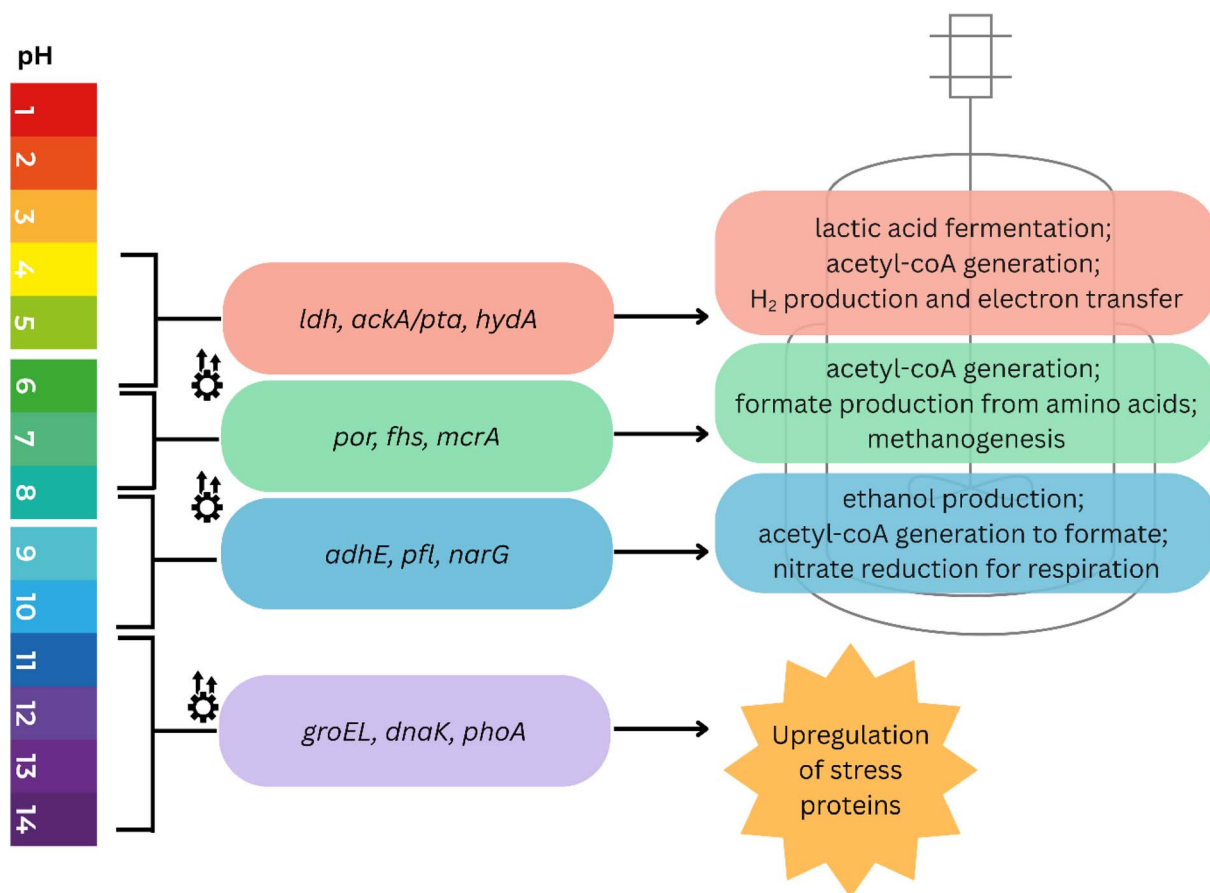 pH
1
2
3
4
5
6
7
8
9
10
11
12
13
14
ldh, ackA/pta, hydA
lactic acid fermentation;
acetyl-coA generation;
H₂ production and electron transfer
por, fhs, mcrA
acetyl-coA generation;
formate production from amino acids;
methanogenesis
adhE, pfl, narG
ethanol production;
acetyl-coA generation to formate;
nitrate reduction for respiration
groEL, dnaK, phoA
Upregulation
of stress
proteins